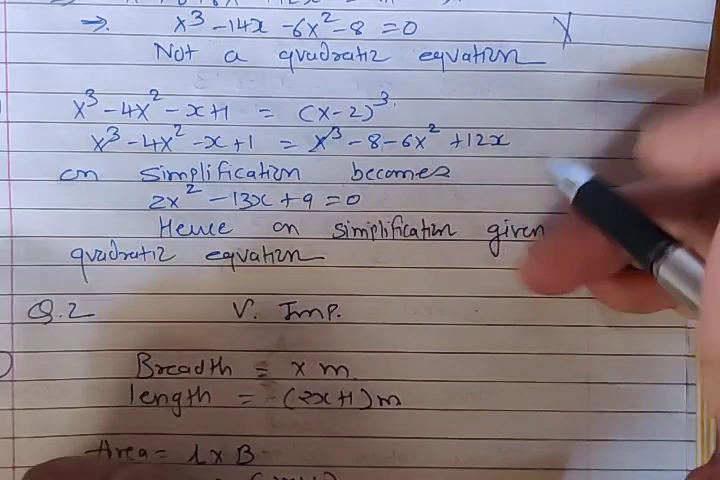 ⇒ x³ - 14x - 6x² - 8 = 0
Not a quadratic equation
x³ - 4x² - x + 1 = (x-2)³
x³ - 4x² - x + 1 = x³ - 8 - 6x² + 12x
on simplification becomes
2x² - 13x + 9 = 0
Hence on simplification given
quadratic equation
Q.2 V. Imp.
Breadth = x m.
length = (2x+1)m
Area = l x B